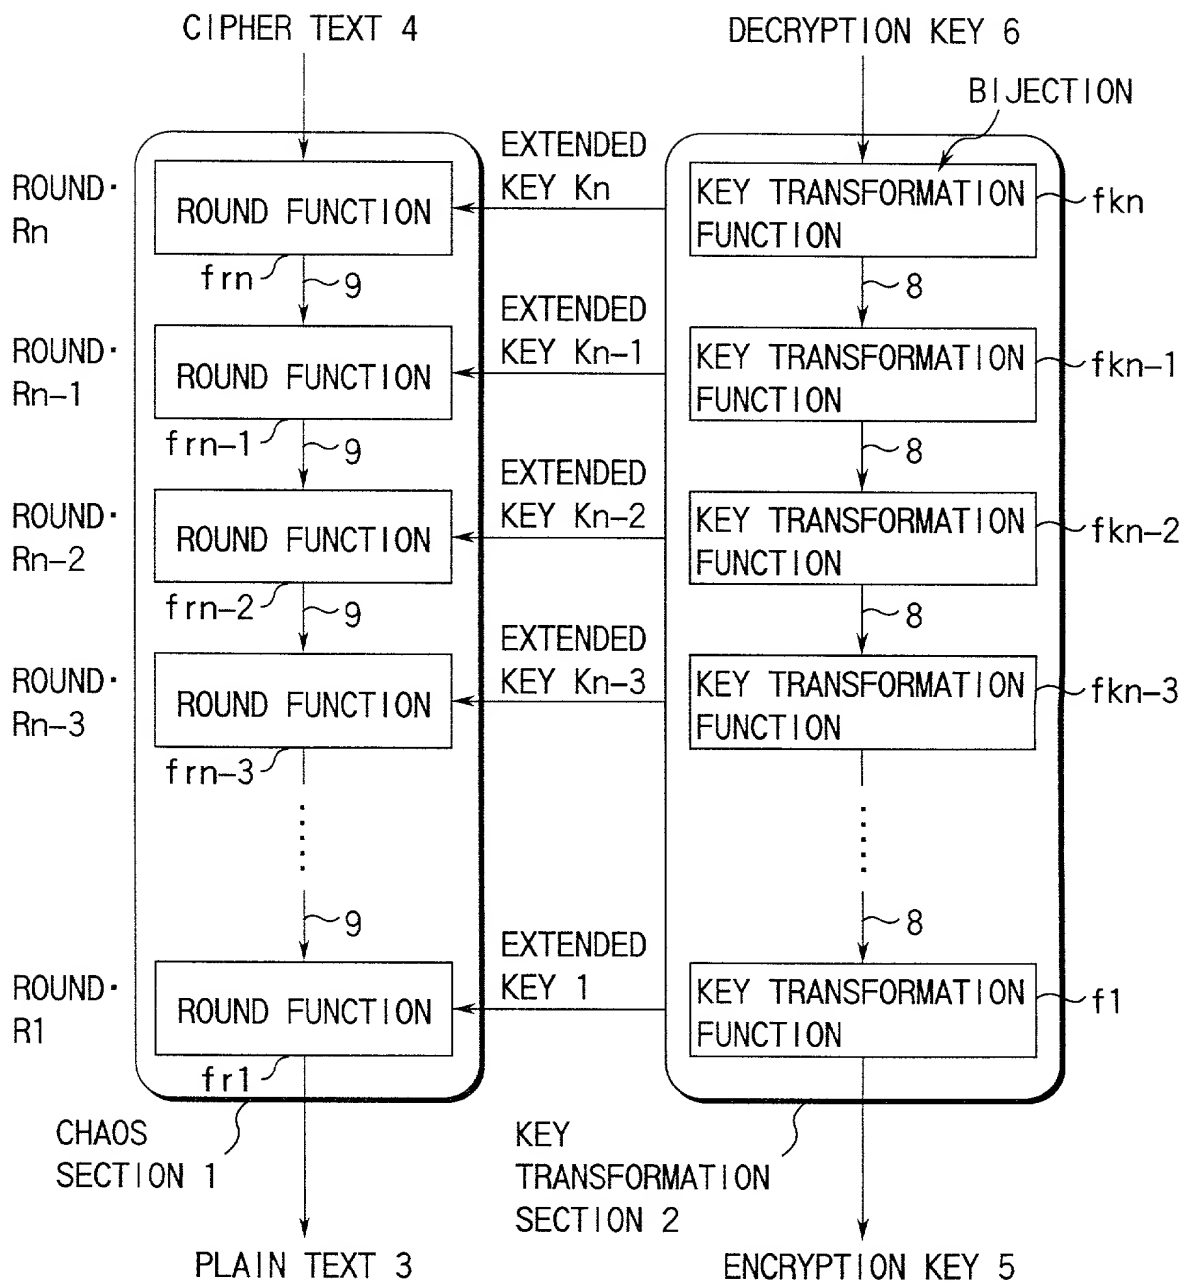 CIPHER TEXT 4
DECRYPTION KEY 6
BIJECTION
ROUND·
Rn
ROUND FUNCTION
frn
9
EXTENDED
KEY Kn
KEY TRANSFORMATION
FUNCTION
fkn
8
ROUND·
Rn-1
ROUND FUNCTION
frn-1
9
EXTENDED
KEY Kn-1
KEY TRANSFORMATION
FUNCTION
fkn-1
8
ROUND·
Rn-2
ROUND FUNCTION
frn-2
9
EXTENDED
KEY Kn-2
KEY TRANSFORMATION
FUNCTION
fkn-2
8
ROUND·
Rn-3
ROUND FUNCTION
frn-3
EXTENDED
KEY Kn-3
KEY TRANSFORMATION
FUNCTION
fkn-3
9
8
ROUND·
R1
ROUND FUNCTION
fr1
EXTENDED
KEY 1
KEY TRANSFORMATION
FUNCTION
f1
CHAOS
SECTION 1
KEY
TRANSFORMATION
SECTION 2
PLAIN TEXT 3
ENCRYPTION KEY 5